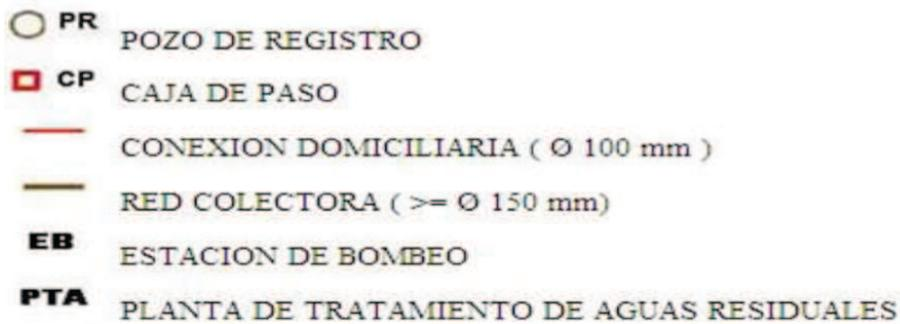 PR POZO DE REGISTRO
CP CAJA DE PASO
CONEXION DOMICILIARIA ( Ø 100 mm )
RED COLECTORA ( >= Ø 150 mm)
EB ESTACION DE BOMBEO
PTA PLANTA DE TRATAMIENTO DE AGUAS RESIDUALES